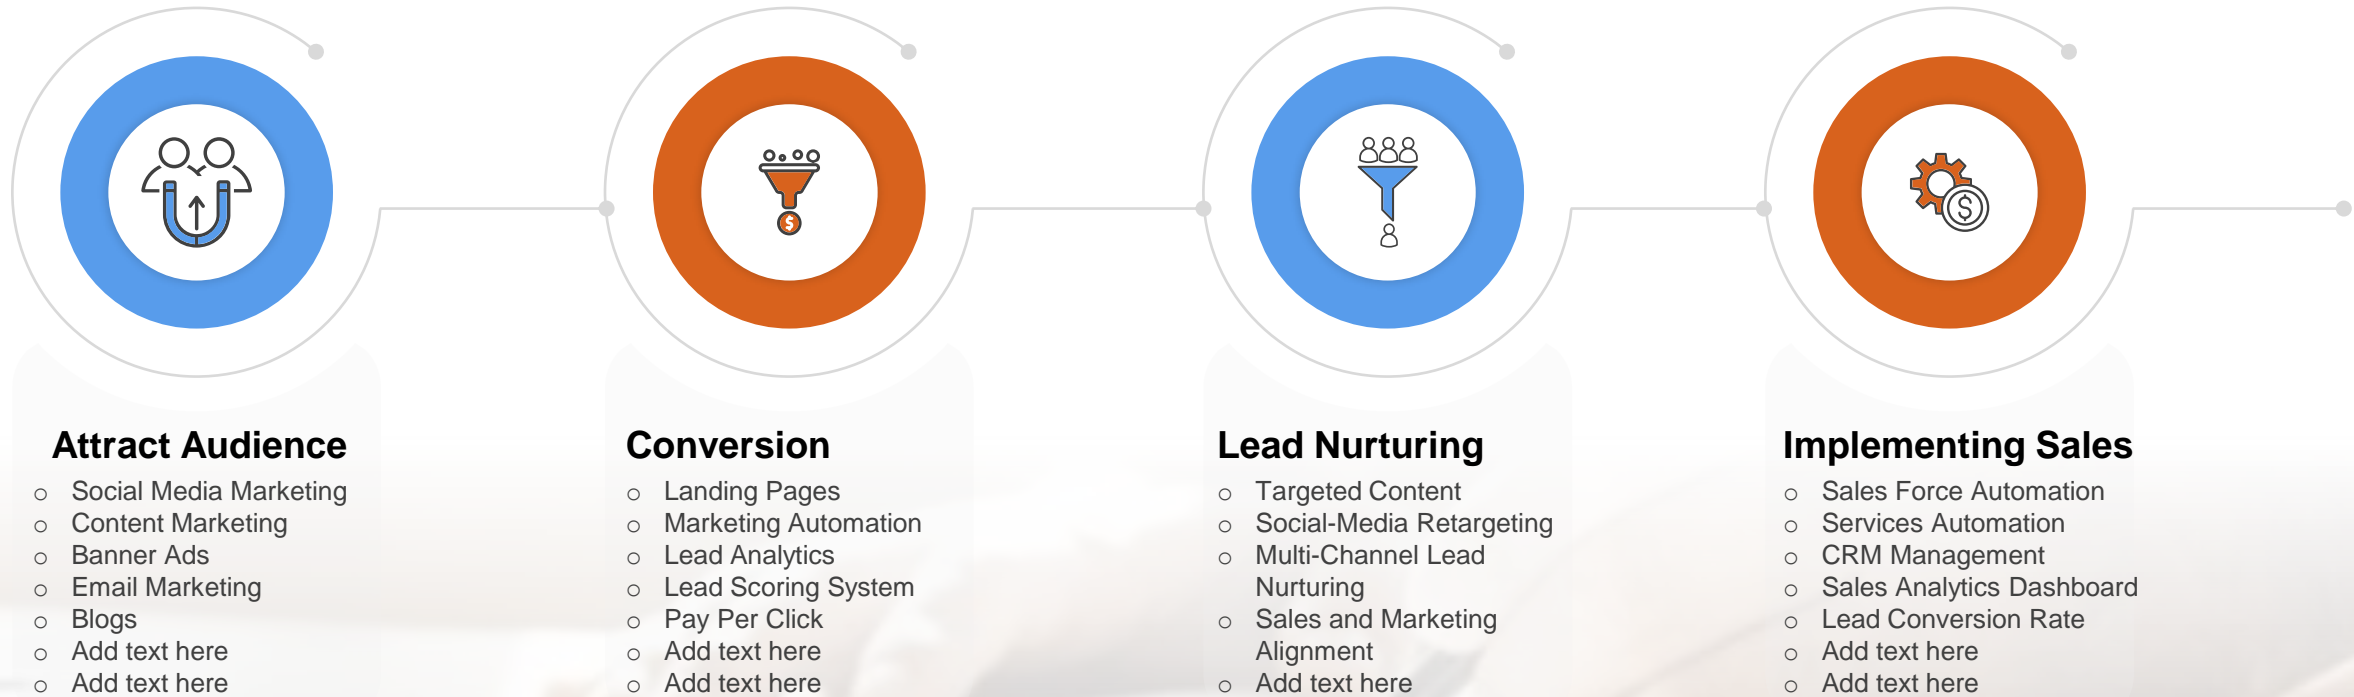 Attract Audience
○ Social Media Marketing
○ Content Marketing
○ Banner Ads
○ Email Marketing
○ Blogs
○ Add text here
○ Add text here
Conversion
○ Landing Pages
○ Marketing Automation
○ Lead Analytics
○ Lead Scoring System
○ Pay Per Click
○ Add text here
○ Add text here
Lead Nurturing
○ Targeted Content
○ Social-Media Retargeting
○ Multi-Channel Lead
Nurturing
○ Sales and Marketing
Alignment
○ Add text here
Implementing Sales
○ Sales Force Automation
○ Services Automation
○ CRM Management
○ Sales Analytics Dashboard
○ Lead Conversion Rate
○ Add text here
○ Add text here